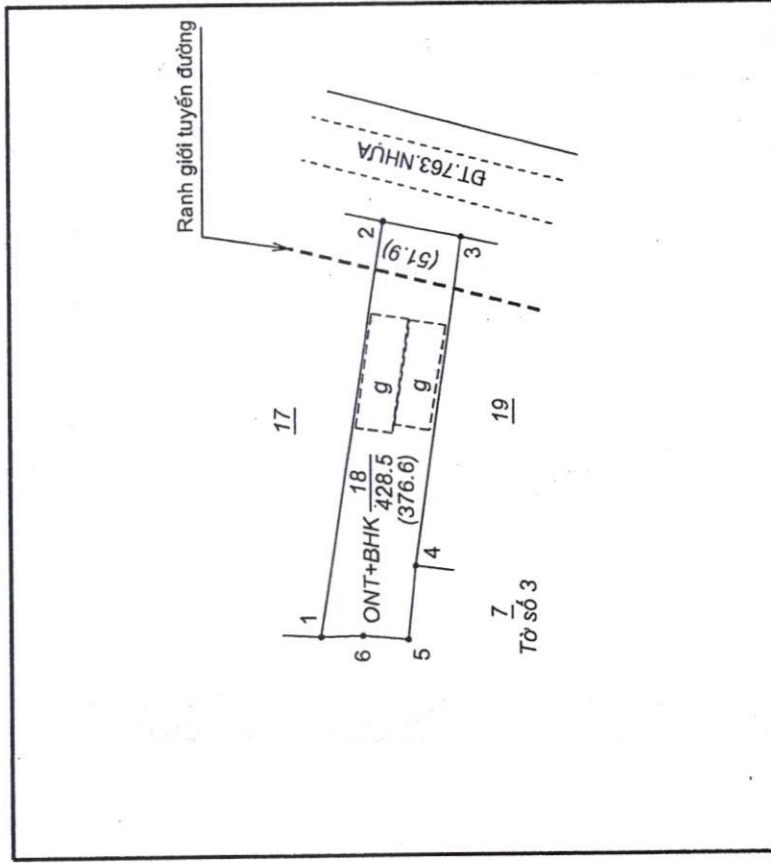 Ranh giới tuyến đường
ĐT.763.NHỰA
17
2
(51.9)
3
g
g
1
6
5
ONT+BHK
18
428.5
(376.6)
4
19
7
Tờ số 3